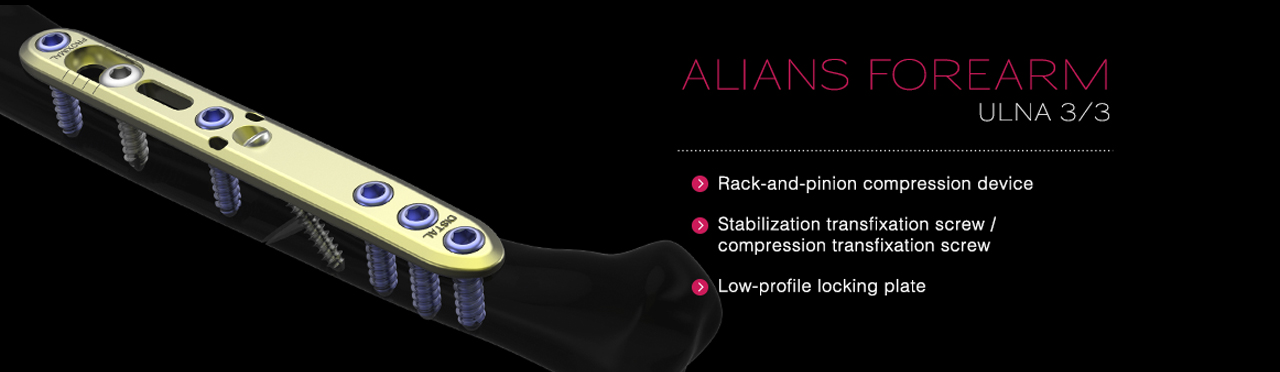 PROXIMAL
DISTAL
ALIANS FOREARM
ULNA 3/3
Rack-and-pinion compression device
Stabilization transfixation screw /
compression transfixation screw
Low-profile locking plate